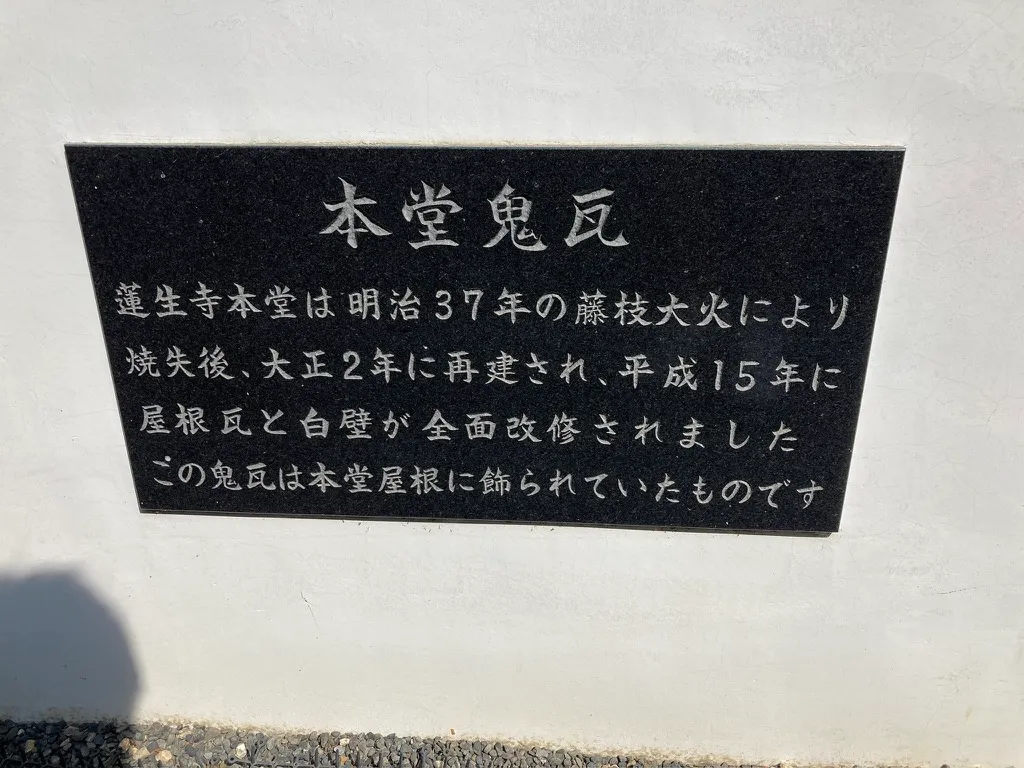 本堂鬼瓦
蓮生寺本堂は明治37年の藤枝大火により
焼失後、大正2年に再建され、平成15年に
屋根瓦と白壁が全面改修されました
この鬼瓦は本堂屋根に飾られていたものです